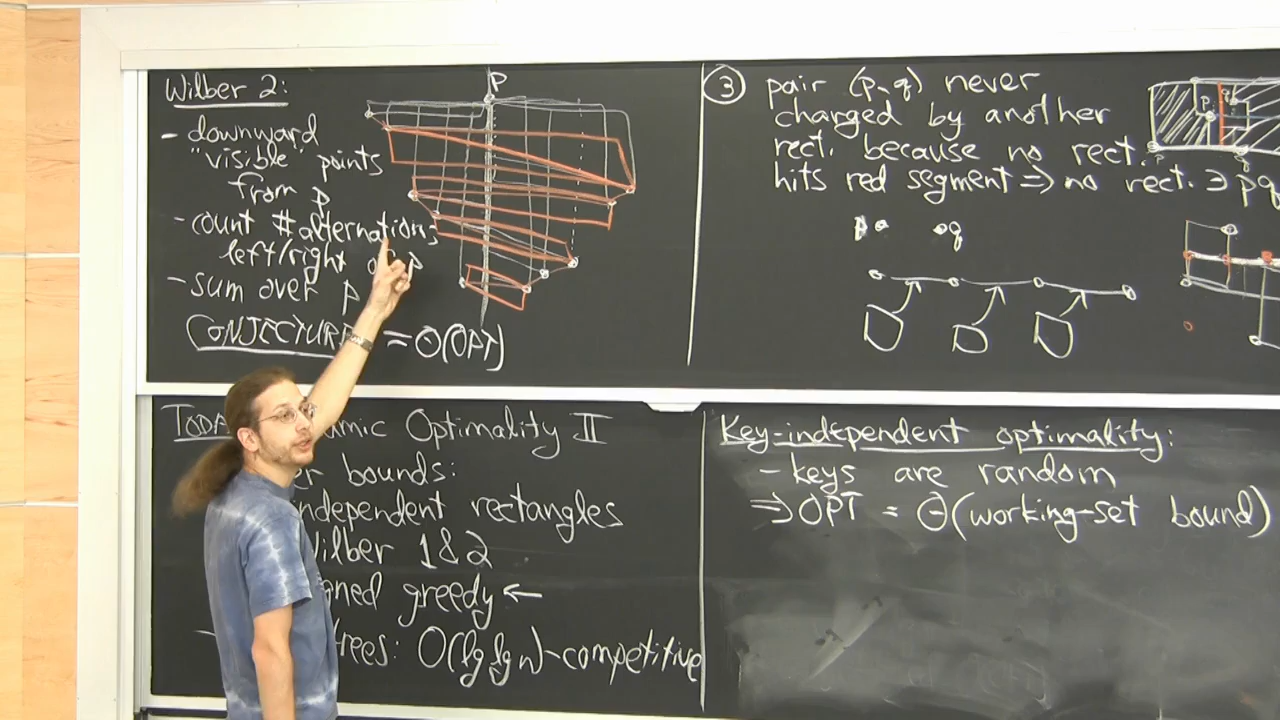 Wilber 2:
- downward
"visible" points
from p
- count #alternations
left/right of p
- sum over p
CONJECTURE = Θ(OPT)
P
③ pair (p,q) never
charged by another
rect. because no rect.
hits red segment ⇒ no rect. ∋ pq
p q
TODAY Dynamic Optimality II
bounds:
independent rectangles
Wilber 1&2
greedy ←
trees: O(lg lg n)-competitive
Key-independent optimality:
- keys are random
⇒ OPT = Θ(working-set bound)